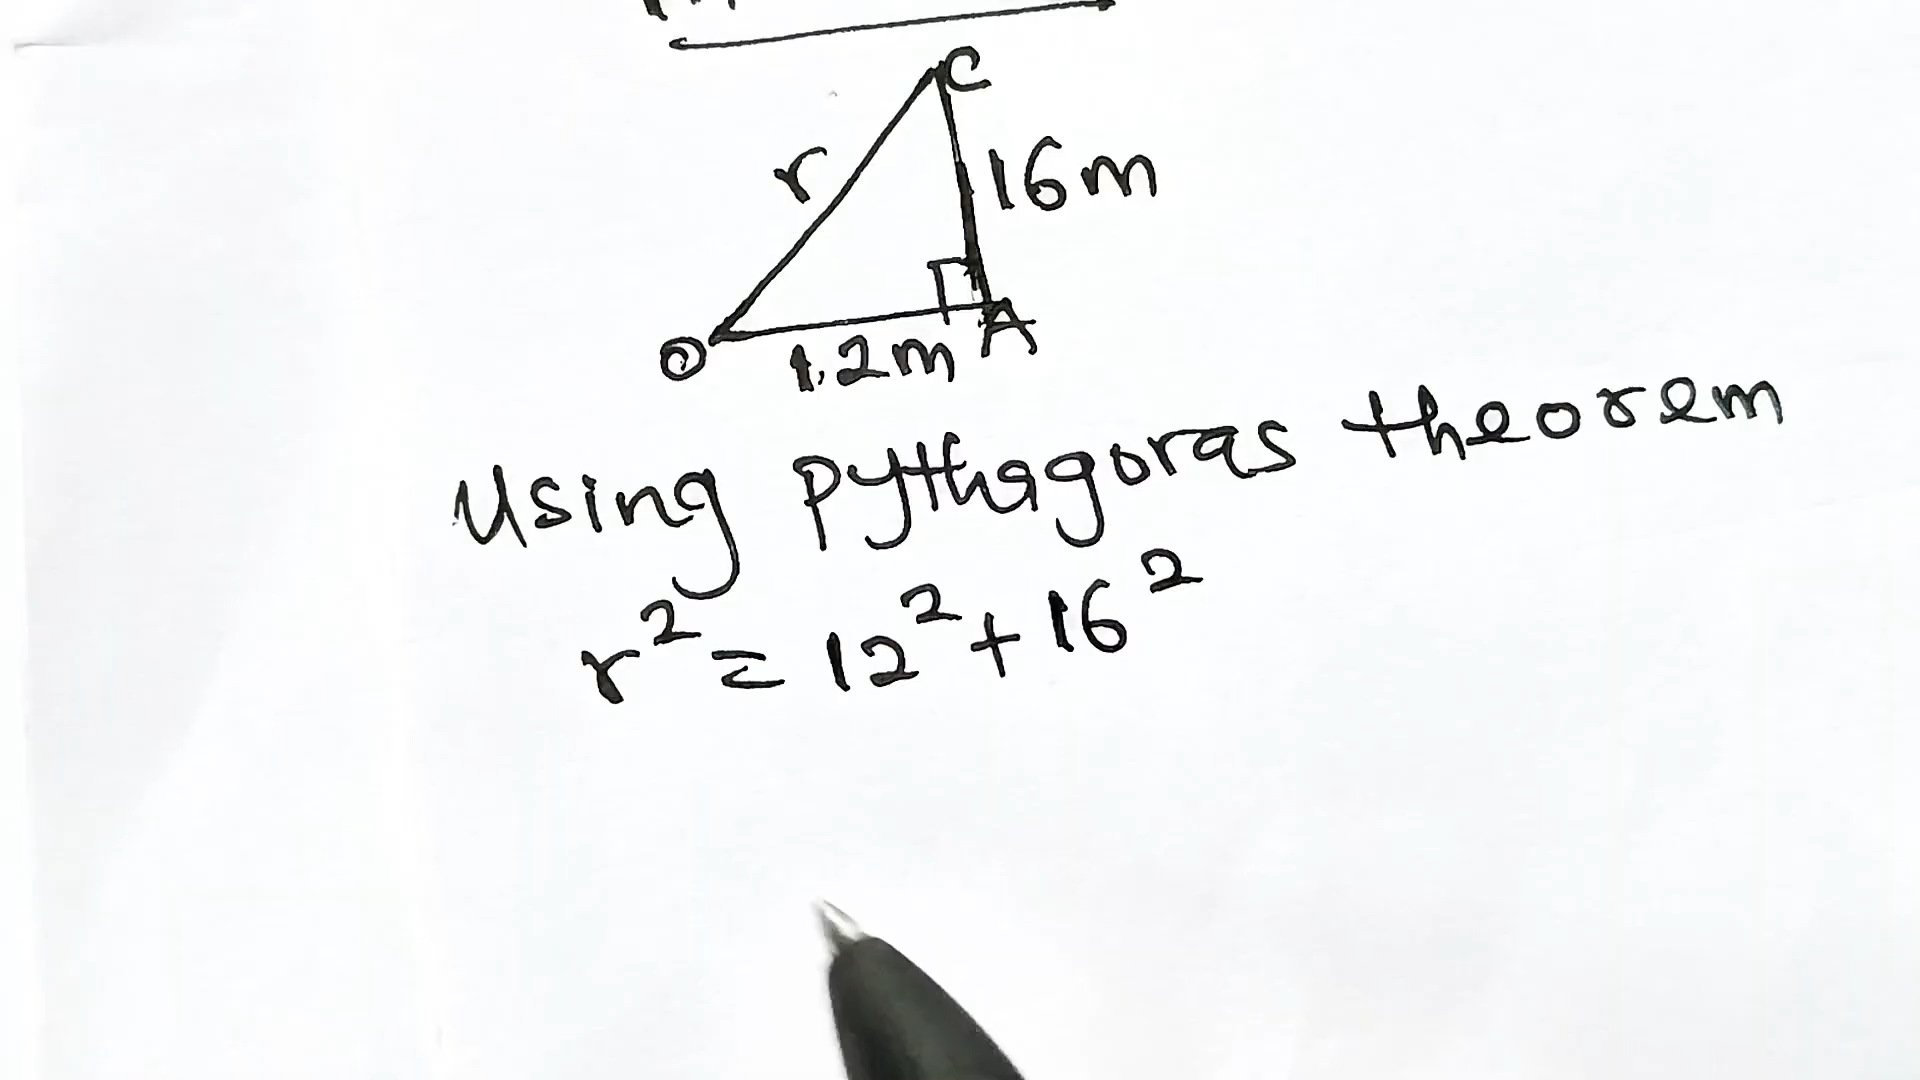 C
r
16m
O
1.2m
A
Using pythagoras theorem
r² = 12² + 16²